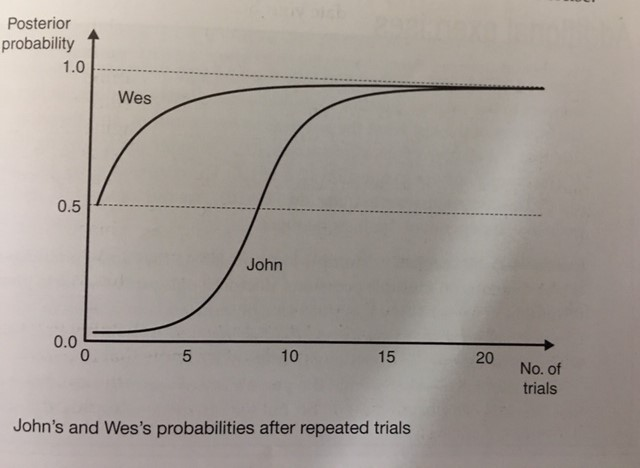 Posterior
probability
1.0
Wes
0.5
John
0.0
0
5
10
15
20
No. of
trials
John's and Wes's probabilities after repeated trials